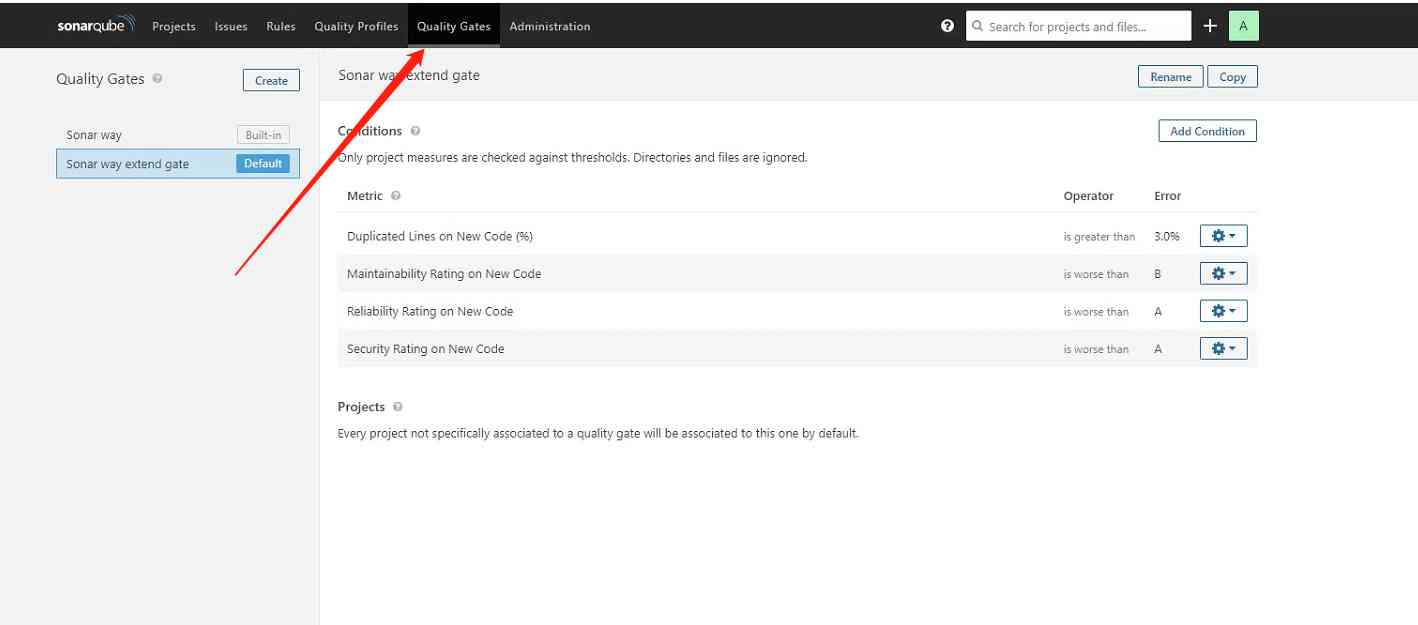 sonarqube Projects Issues Rules Quality Profiles Quality Gates Administration ? Search for projects and files... + A
Quality Gates ? Create
Sonar way Built-in
Sonar way extend gate Default
Sonar way extend gate Rename Copy
Conditions ? Add Condition
Only project measures are checked against thresholds. Directories and files are ignored.
Metric ? Operator Error
Duplicated Lines on New Code (%) is greater than 3.0%
Maintainability Rating on New Code is worse than B
Reliability Rating on New Code is worse than A
Security Rating on New Code is worse than A
Projects ?
Every project not specifically associated to a quality gate will be associated to this one by default.